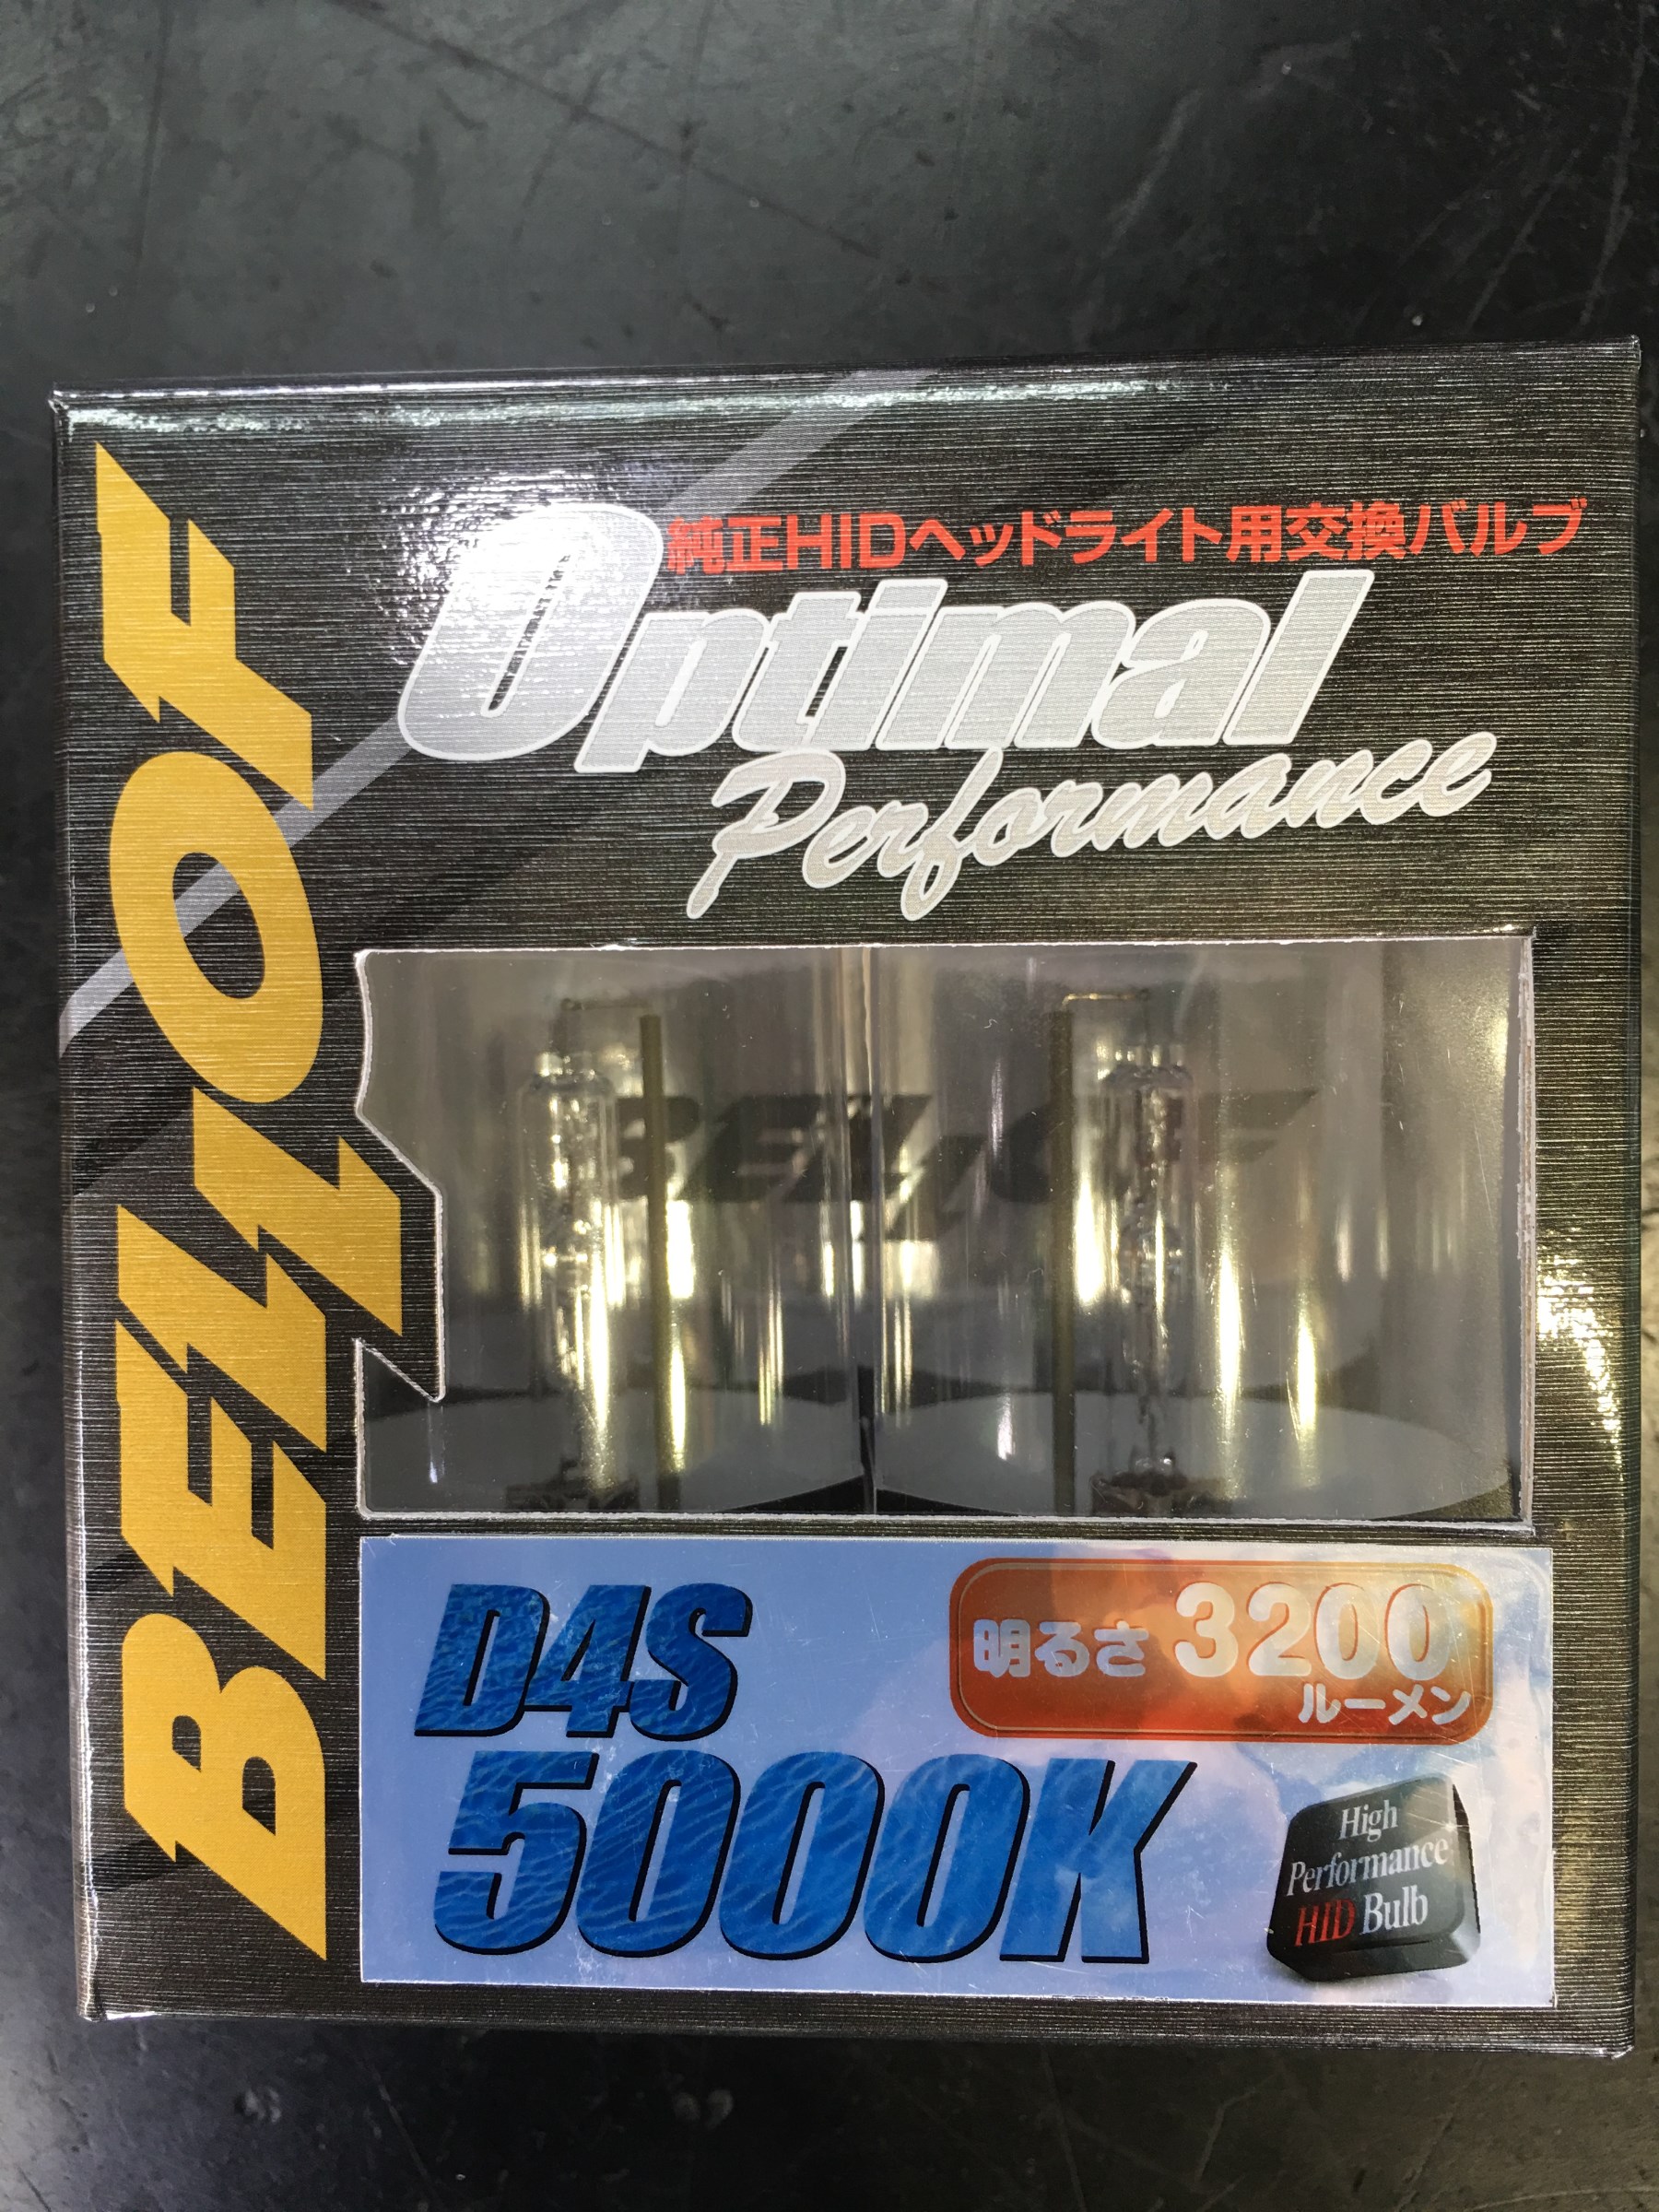 BELLOF
純正HIDヘッドライト用交換バルブ
Optimal
Performance
BELLOF
D4S
5000K
明るさ 3200
ルーメン
High
Performance
HID Bulb